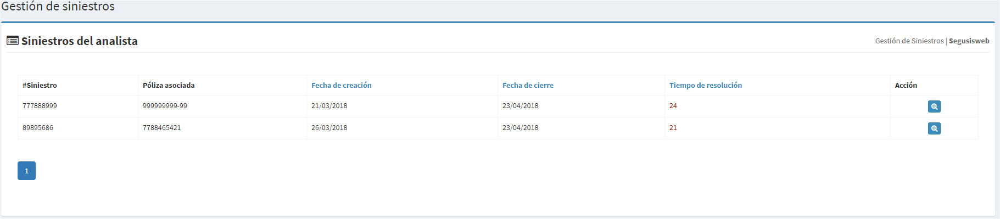 Gestión de siniestros
Siniestros del analista
Gestión de Siniestros | Segusisweb
#Siniestro Póliza asociada Fecha de creación Fecha de cierre Tiempo de resolución Acción
777888999 999999999-99 21/03/2018 23/04/2018 24
89895686 7788465421 26/03/2018 23/04/2018 21
1